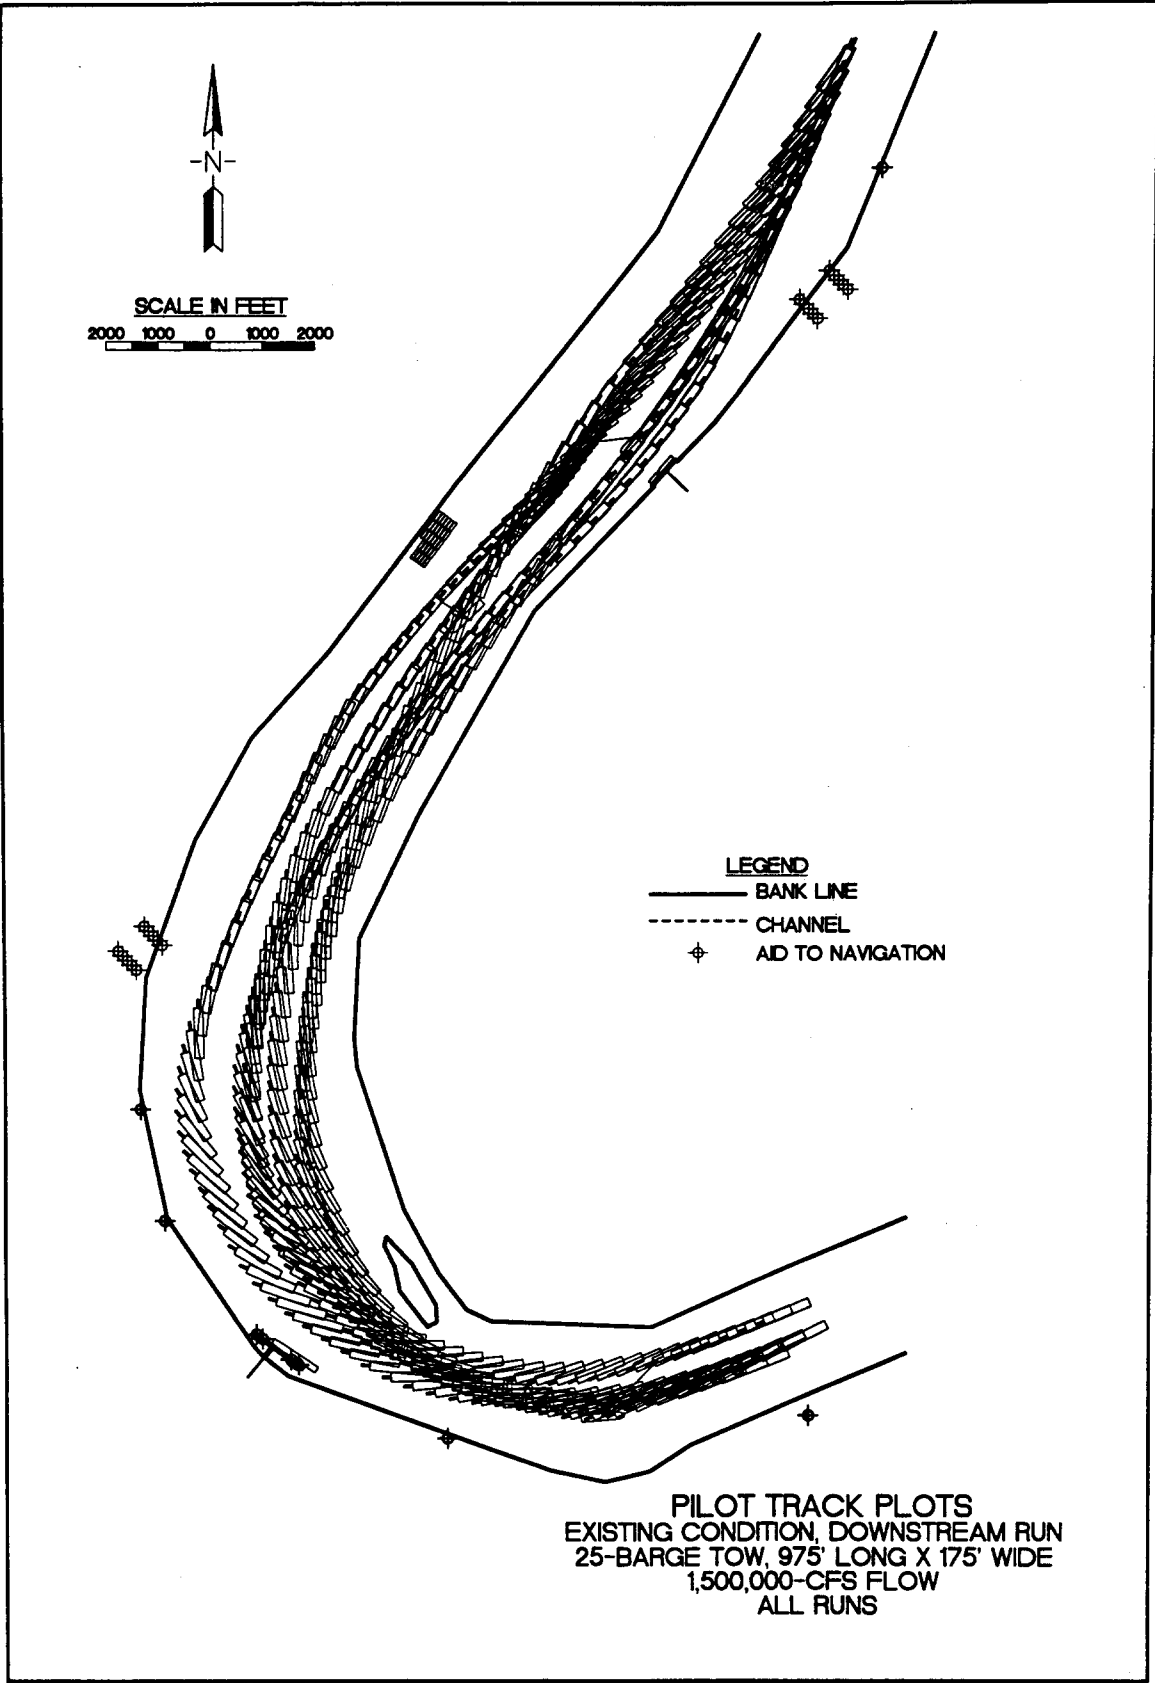 -N-
SCALE IN FEET
2000 1000 0 1000 2000
LEGEND
BANK LINE
CHANNEL
AID TO NAVIGATION
PILOT TRACK PLOTS
EXISTING CONDITION, DOWNSTREAM RUN
25-BARGE TOW, 975' LONG X 175' WIDE
1,500,000-CFS FLOW
ALL RUNS